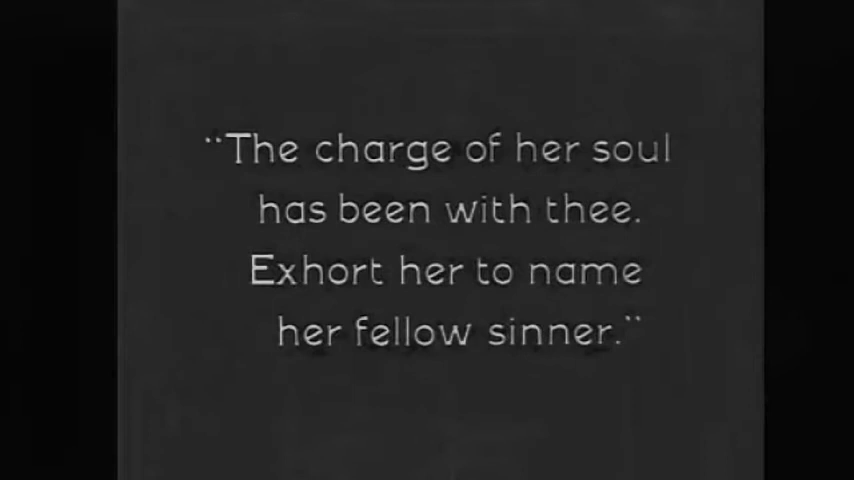 "The charge of her soul
has been with thee.
Exhort her to name
her fellow sinner."